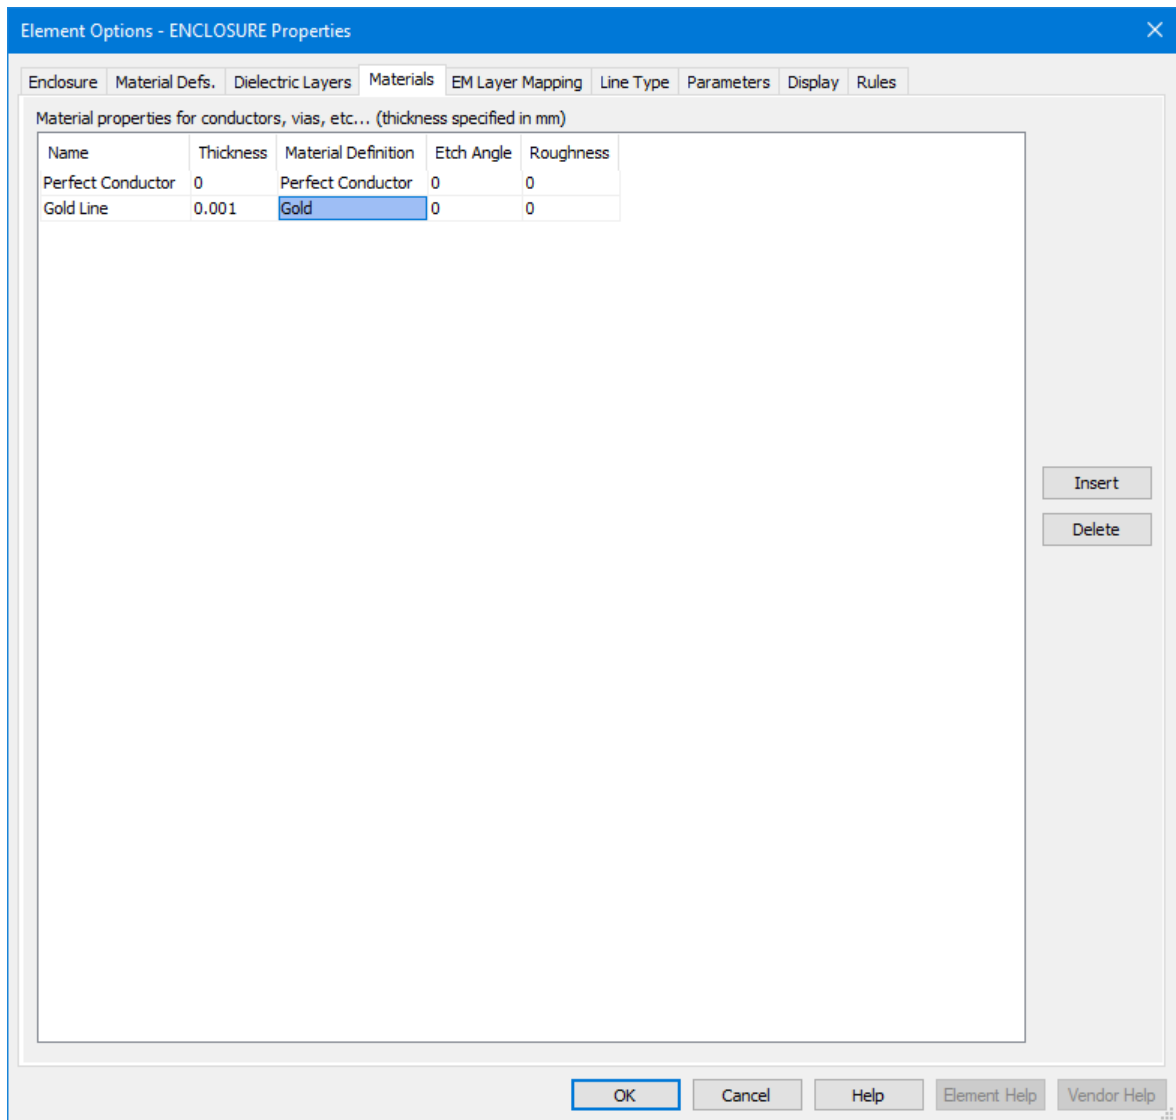 Element Options - ENCLOSURE Properties
Enclosure Material Defs. Dielectric Layers Materials EM Layer Mapping Line Type Parameters Display Rules
Material properties for conductors, vias, etc... (thickness specified in mm)
Name Thickness Material Definition Etch Angle Roughness
Perfect Conductor 0 Perfect Conductor 0 0
Gold Line 0.001 Gold 0 0
Insert
Delete
OK Cancel Help Element Help Vendor Help